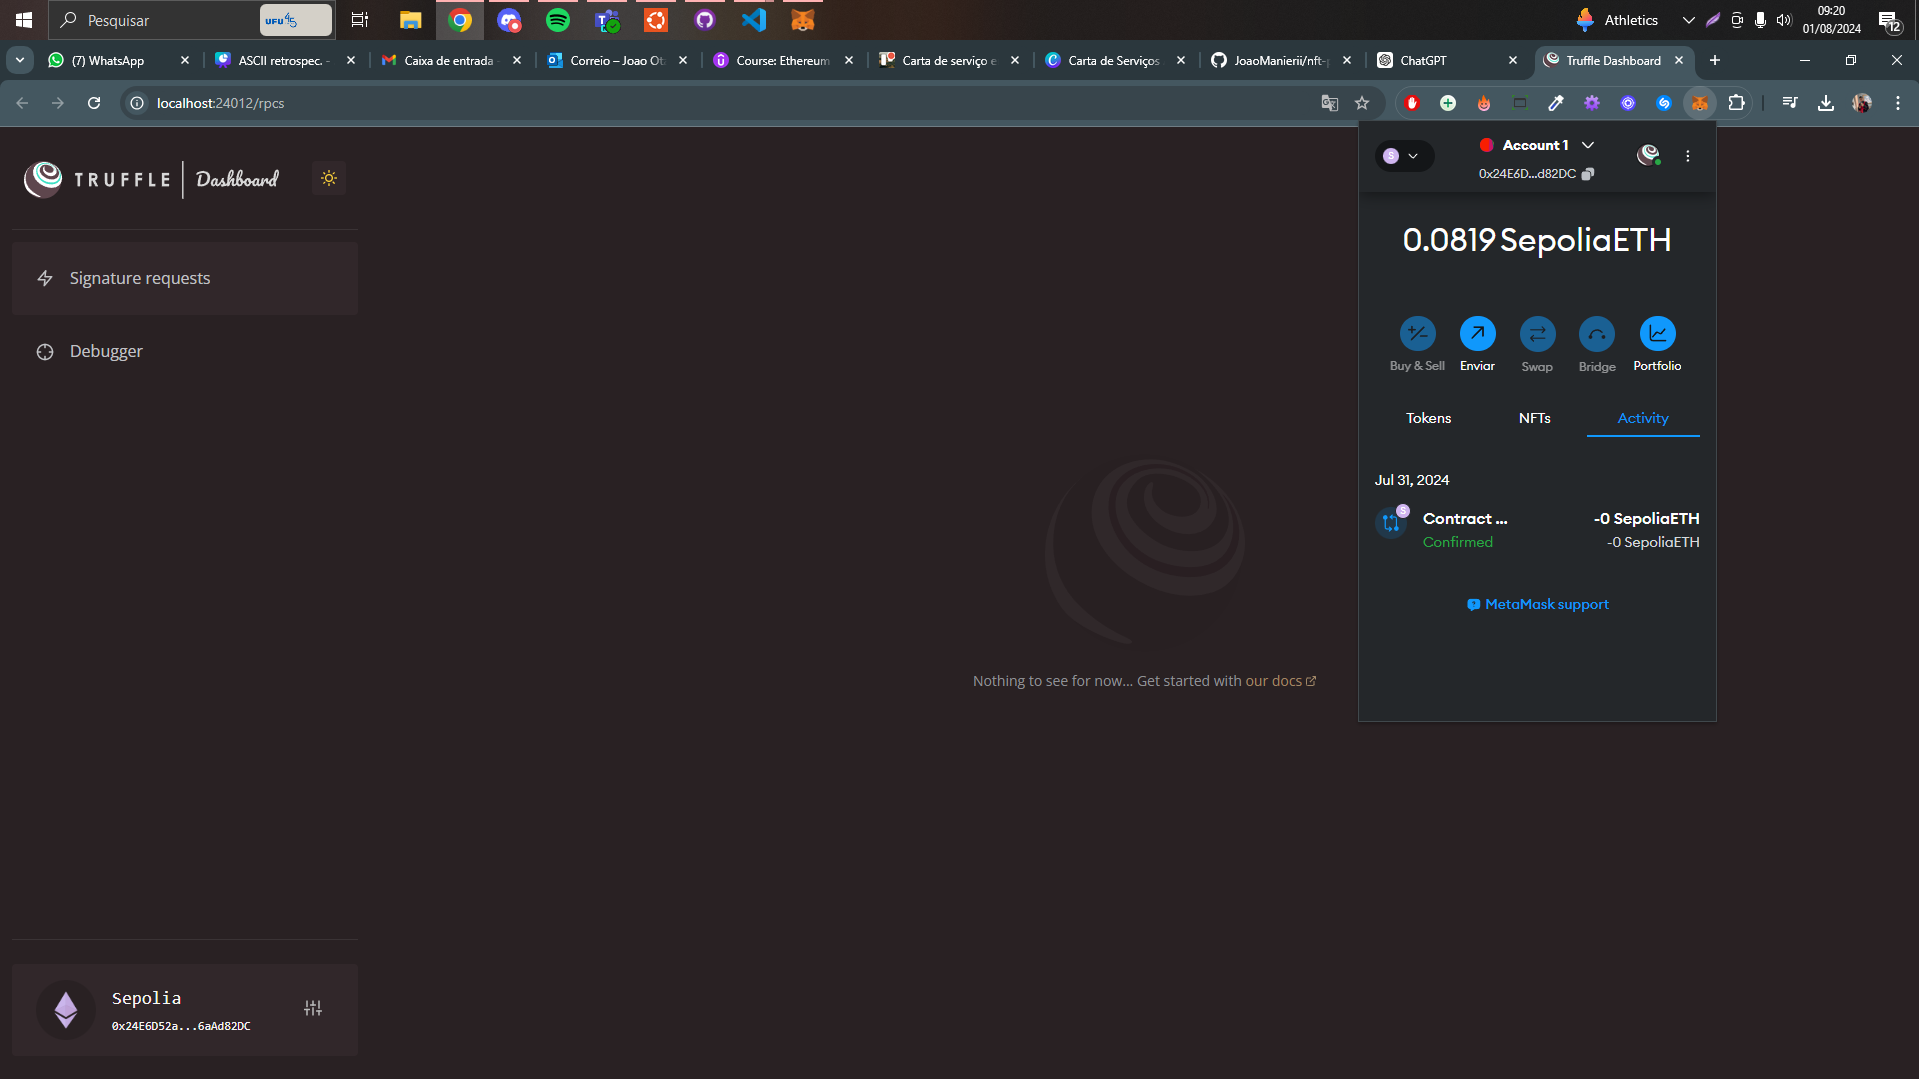 Pesquisar
UFU 45
Athletics
09:20
01/08/2024
12
(7) WhatsApp
ASCII retrospec. -
Caixa de entrada
Correio – Joao Ot
Course: Ethereum
Carta de serviço e
Carta de Serviços
JoaoManierii/nft-
ChatGPT
Truffle Dashboard
localhost:24012/rpcs
TRUFFLE Dashboard
Signature requests
Debugger
S
Account 1
0x24E6D...d82DC
0.0819 SepoliaETH
Buy & Sell
Enviar
Swap
Bridge
Portfolio
Tokens
NFTs
Activity
Jul 31, 2024
S
Contract ...
-0 SepoliaETH
Confirmed
-0 SepoliaETH
MetaMask support
Nothing to see for now... Get started with our docs
Sepolia
0x24E6D52a...6aAd82DC